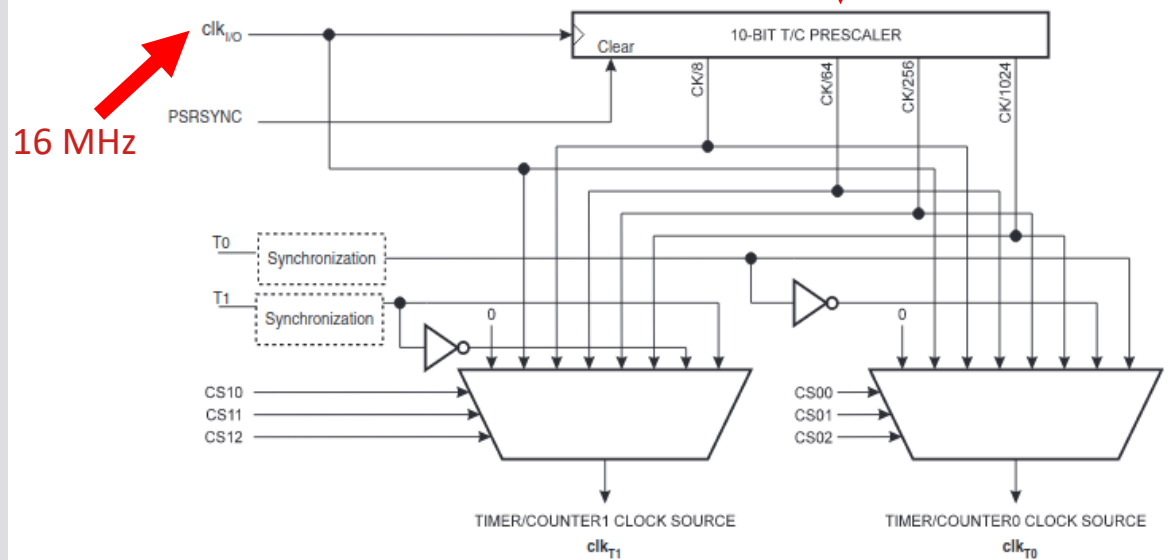 clkI/O
10-BIT T/C PRESCALER
Clear
CK/8
CK/64
CK/256
CK/1024
PSRSYNC
16 MHz
T0
Synchronization
T1
Synchronization
0
0
CS10
CS11
CS12
CS00
CS01
CS02
TIMER/COUNTER1 CLOCK SOURCE
clkT1
TIMER/COUNTER0 CLOCK SOURCE
clkT0